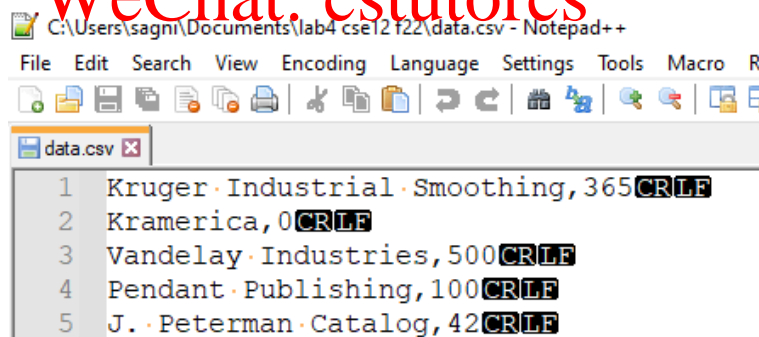 WeChat: cstutorcs
C:\Users\sagni\Documents\lab4 cse12 f22\data.csv - Notepad++
File Edit Search View Encoding Language Settings Tools Macro R
data.csv
1 Kruger Industrial Smoothing,365CRLF
2 Kramerica,0CRLF
3 Vandelay Industries,500CRLF
4 Pendant Publishing,100CRLF
5 J. Peterman Catalog,42CRLF